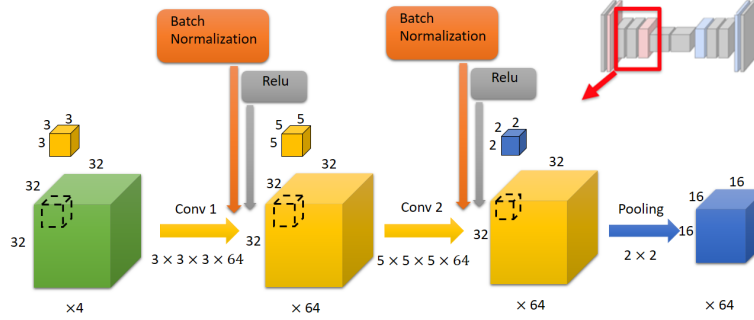 Batch
Normalization
Relu
Batch
Normalization
Relu
3 3
3
5 5
5
2 2
2
32
32
32
×4
Conv 1
3 × 3 × 3 × 64
32
32
32
× 64
Conv 2
5 × 5 × 5 × 64
32
32
32
× 64
Pooling
2 × 2
16
16
16
× 64